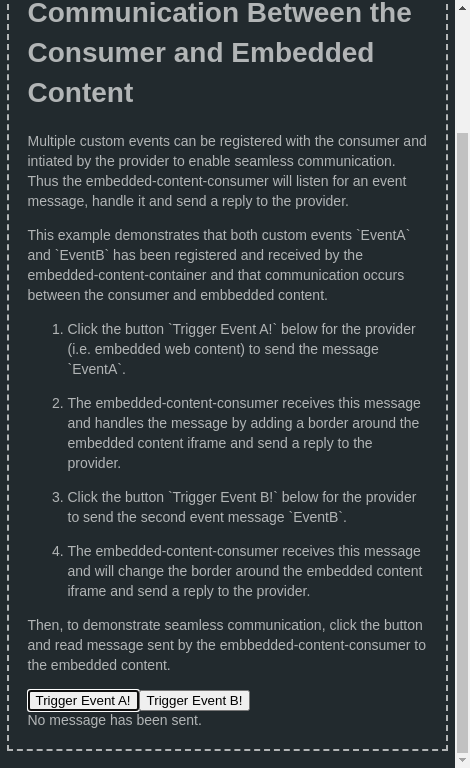 Communication Between the
Consumer and Embedded
Content
Multiple custom events can be registered with the consumer and
intiated by the provider to enable seamless communication.
Thus the embedded-content-consumer will listen for an event
message, handle it and send a reply to the provider.
This example demonstrates that both custom events `EventA`
and `EventB` has been registered and received by the
embedded-content-container and that communication occurs
between the consumer and embbedded content.
1. Click the button `Trigger Event A!` below for the provider
(i.e. embedded web content) to send the message
`EventA`.
2. The embedded-content-consumer receives this message
and handles the message by adding a border around the
embedded content iframe and send a reply to the
provider.
3. Click the button `Trigger Event B!` below for the provider
to send the second event message `EventB`.
4. The embedded-content-consumer receives this message
and will change the border around the embedded content
iframe and send a reply to the provider.
Then, to demonstrate seamless communication, click the button
and read message sent by the embbedded-content-consumer to
the embedded content.
Trigger Event A! Trigger Event B!
No message has been sent.